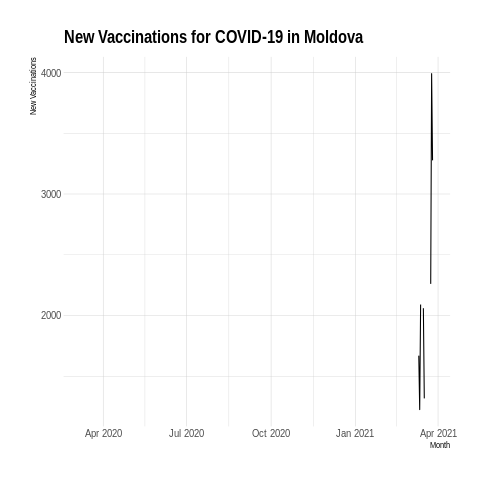 New Vaccinations for COVID-19 in Moldova
New Vaccinations
4000
3000
2000
Apr 2020 Jul 2020 Oct 2020 Jan 2021 Apr 2021
Month